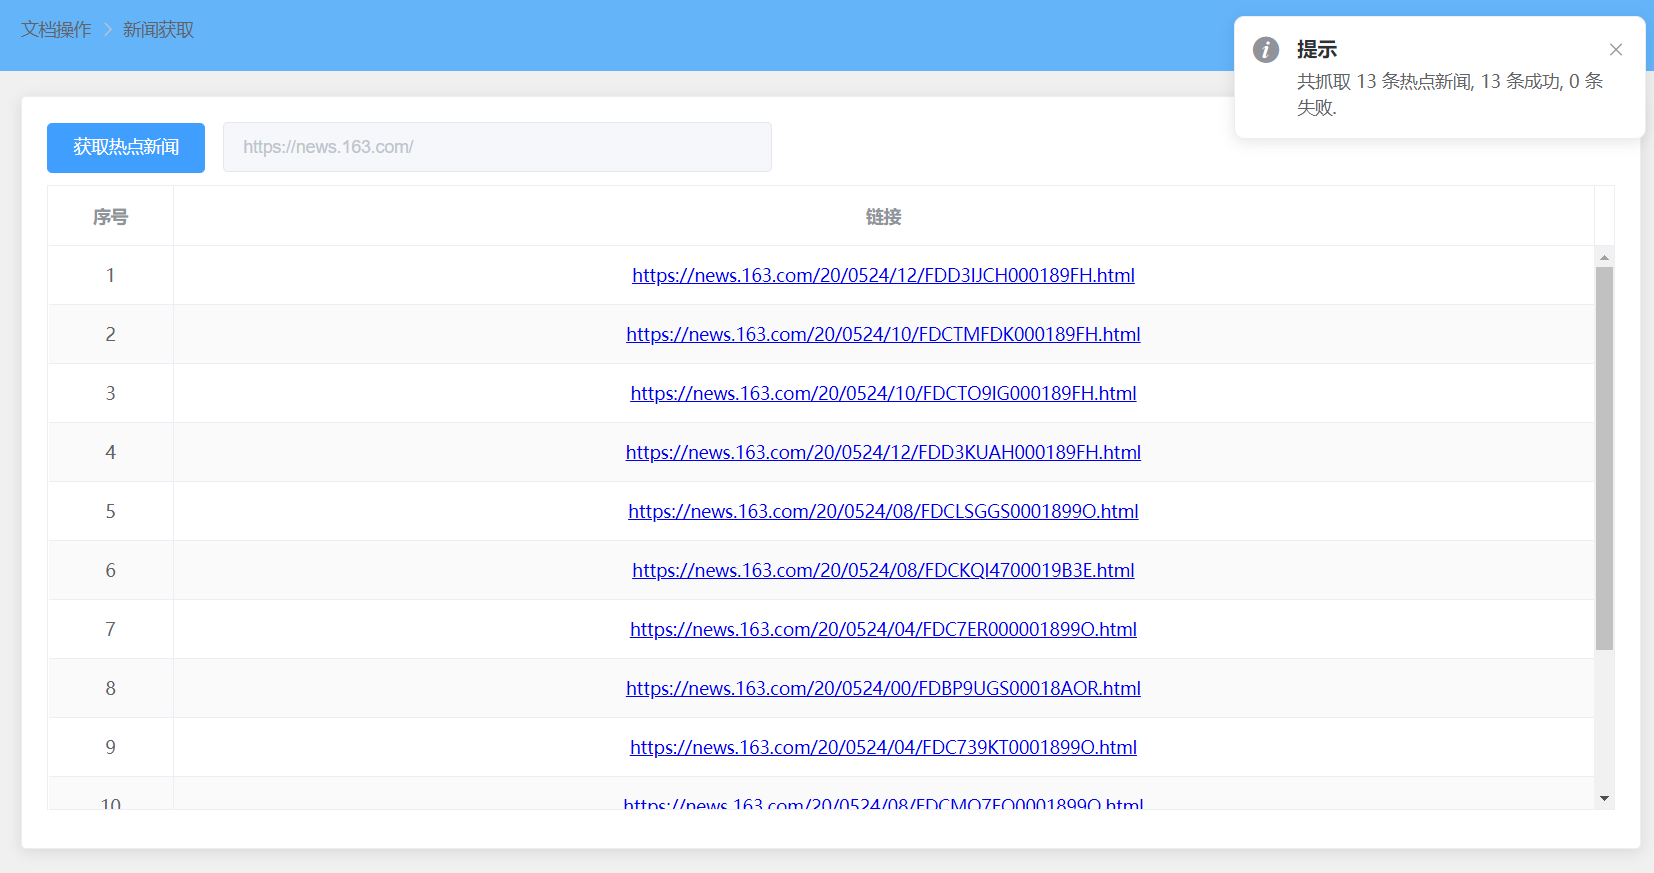 文档操作 > 新闻获取
提示
共抓取 13 条热点新闻, 13 条成功, 0 条
失败.
获取热点新闻 https://news.163.com/
序号 链接
1 https://news.163.com/20/0524/12/FDD3IJCH000189FH.html
2 https://news.163.com/20/0524/10/FDCTMFDK000189FH.html
3 https://news.163.com/20/0524/10/FDCTO9IG000189FH.html
4 https://news.163.com/20/0524/12/FDD3KUAH000189FH.html
5 https://news.163.com/20/0524/08/FDCLSGGS0001899O.html
6 https://news.163.com/20/0524/08/FDCKQI4700019B3E.html
7 https://news.163.com/20/0524/04/FDC7ER000001899O.html
8 https://news.163.com/20/0524/00/FDBP9UGS00018AOR.html
9 https://news.163.com/20/0524/04/FDC739KT0001899O.html
10